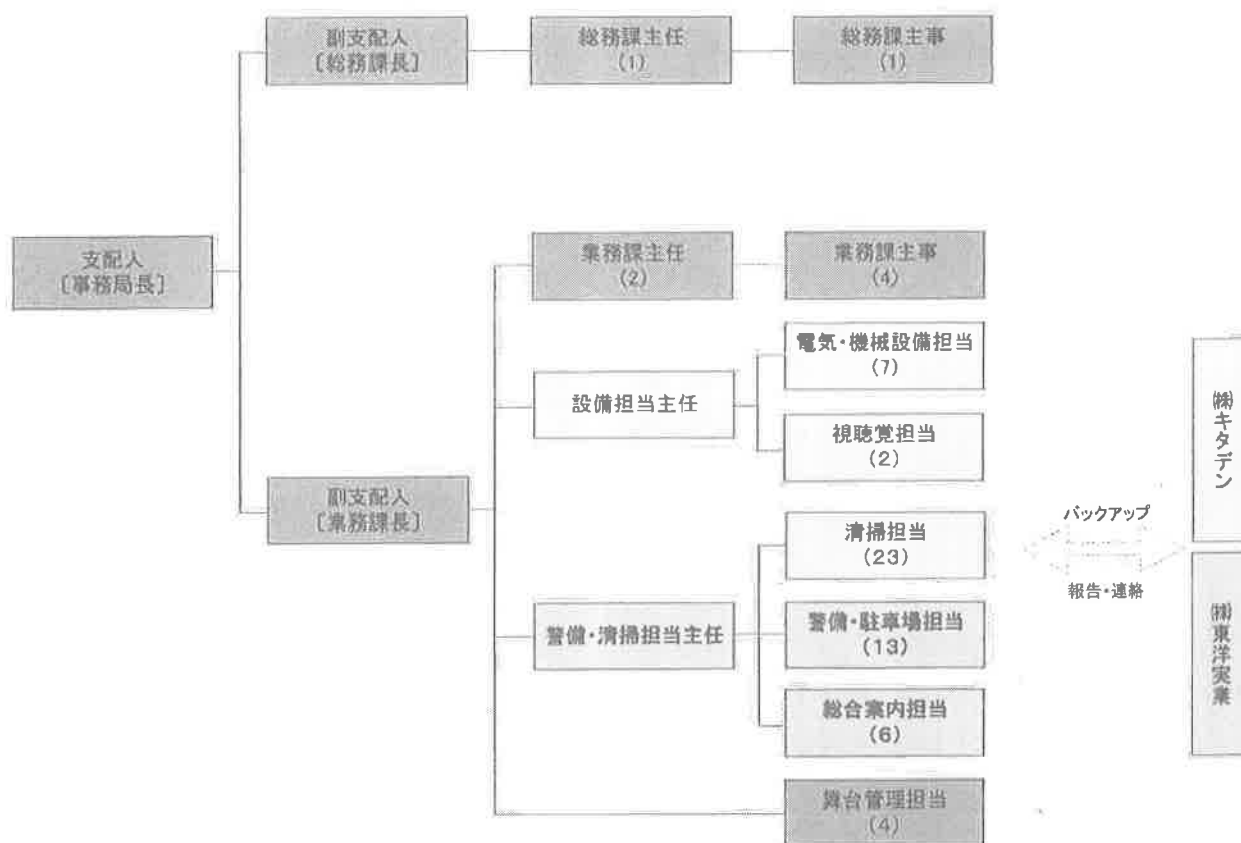 副支配人
〔総務課長〕
総務課主任
(1)
総務課主事
(1)
支配人
〔事務局長〕
業務課主任
(2)
業務課主事
(4)
電気・機械設備担当
(7)
設備担当主任
視聴覚担当
(2)
副支配人
〔業務課長〕
清掃担当
(23)
警備・清掃担当主任
警備・駐車場担当
(13)
総合案内担当
(6)
舞台管理担当
(4)
バックアップ
報告・連絡
㈱キタデン
㈱東洋実業